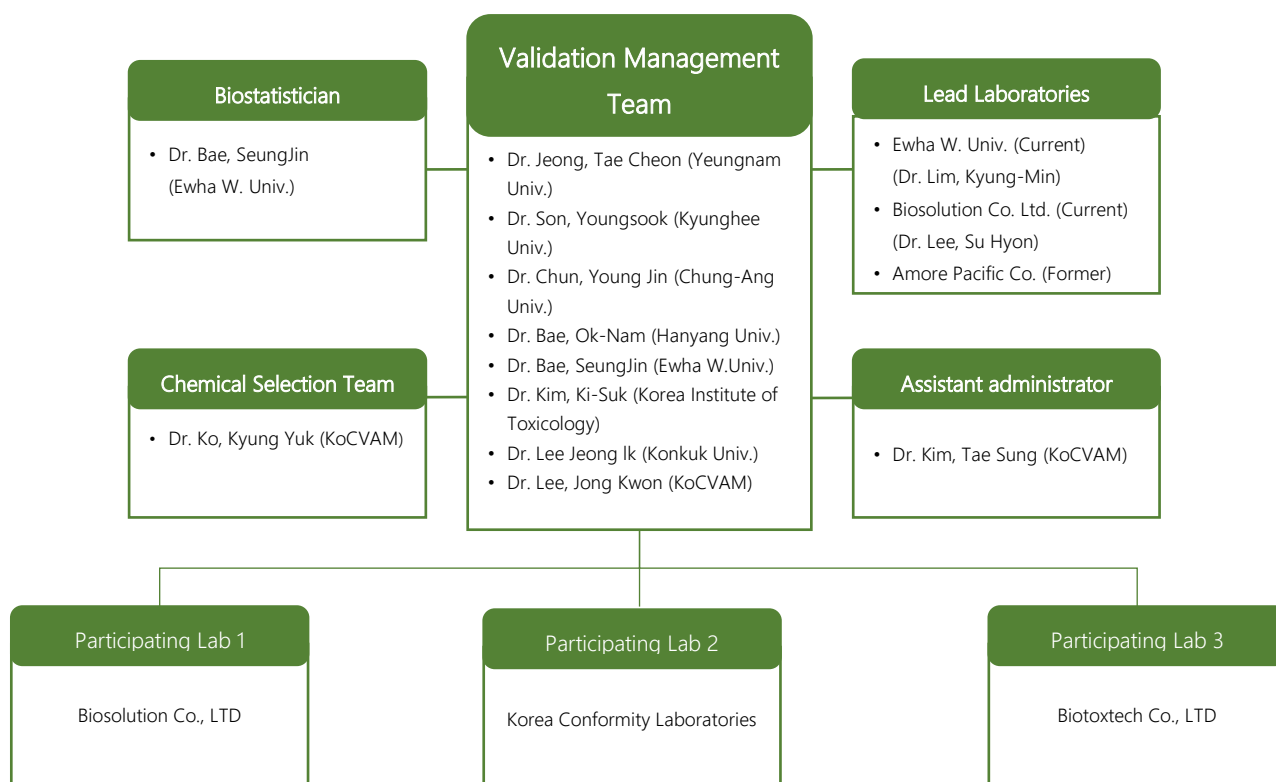 Biostatistician
• Dr. Bae, SeungJin
(Ewha W. Univ.)
Validation Management
Team
• Dr. Jeong, Tae Cheon (Yeungnam
Univ.)
• Dr. Son, Youngsook (Kyunghee
Univ.)
• Dr. Chun, Young Jin (Chung-Ang
Univ.)
• Dr. Bae, Ok-Nam (Hanyang Univ.)
• Dr. Bae, SeungJin (Ewha W.Univ.)
• Dr. Kim, Ki-Suk (Korea Institute of
Toxicology)
• Dr. Lee Jeong lk (Konkuk Univ.)
• Dr. Lee, Jong Kwon (KoCVAM)
Lead Laboratories
• Ewha W. Univ. (Current)
(Dr. Lim, Kyung-Min)
• Biosolution Co. Ltd. (Current)
(Dr. Lee, Su Hyon)
• Amore Pacific Co. (Former)
Chemical Selection Team
• Dr. Ko, Kyung Yuk (KoCVAM)
Assistant administrator
• Dr. Kim, Tae Sung (KoCVAM)
Participating Lab 1
Biosolution Co., LTD
Participating Lab 2
Korea Conformity Laboratories
Participating Lab 3
Biotoxtech Co., LTD